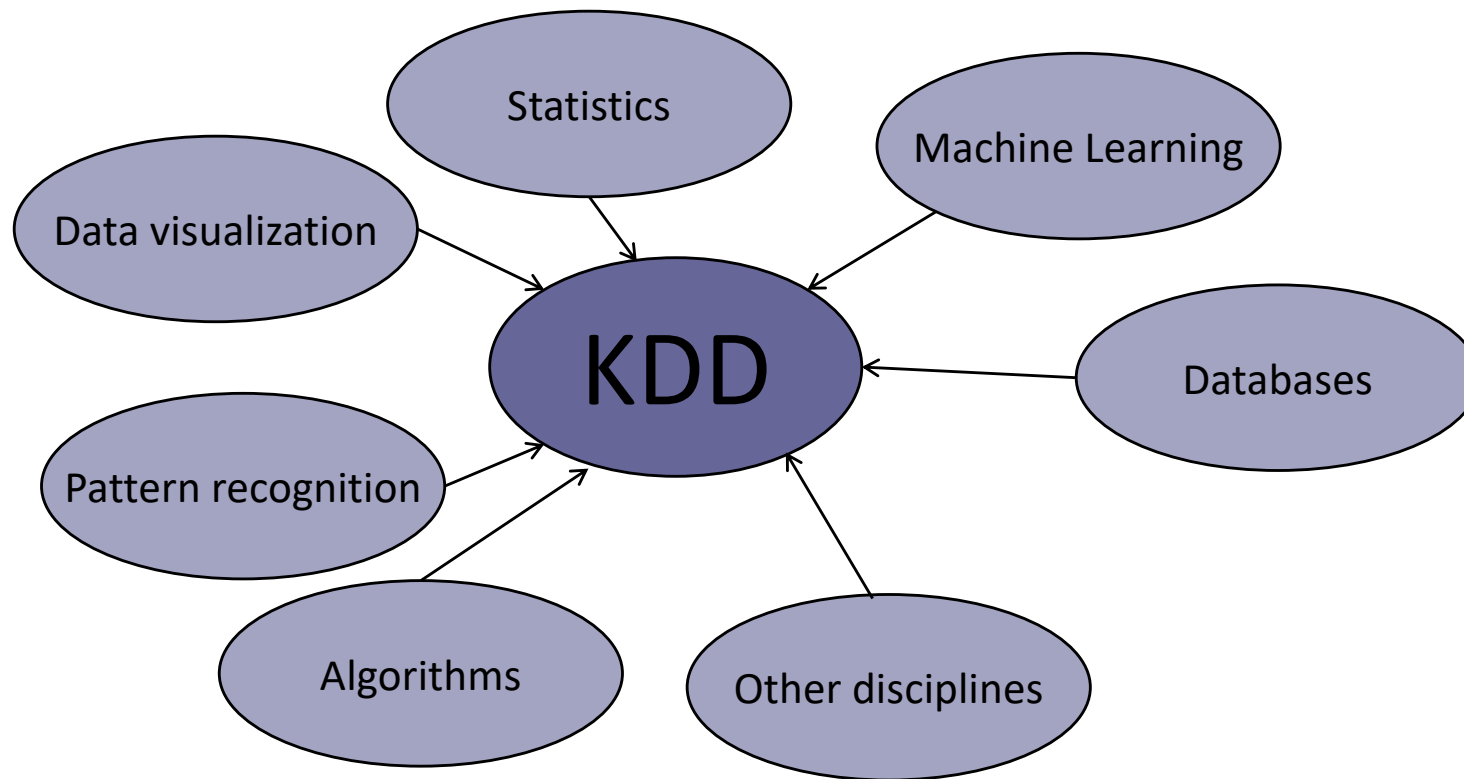 Statistics
Machine Learning
Data visualization
KDD
Databases
Pattern recognition
Algorithms
Other disciplines